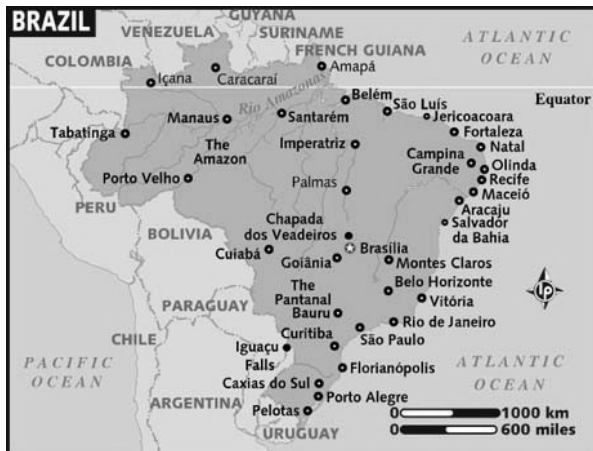 BRAZIL
GUYANA
VENEZUELA
SURINAME
FRENCH GUIANA
ATLANTIC
OCEAN
COLOMBIA
Içana
Caracaraí
Amapá
Rio Amazonas
Belém
São Luís
Equator
Jericoacoara
Tabatinga
Manaus
Santarém
Fortaleza
The
Amazon
Imperatriz
Natal
Campina
Grande
Olinda
Recife
Porto Velho
Palmas
Maceió
Aracaju
PERU
Salvador
da Bahia
BOLIVIA
Chapada
dos Veadeiros
Cuiabá
Brasília
Goiânia
Montes Claros
The
Pantanal
Belo Horizonte
Vitória
PARAGUAY
Bauru
Rio de Janeiro
CHILE
Curitiba
São Paulo
Iguaçu
Falls
PACIFIC
OCEAN
Florianópolis
ATLANTIC
OCEAN
Caxias do Sul
ARGENTINA
Porto Alegre
Pelotas
URUGUAY
0 1000 km
0 600 miles
LP